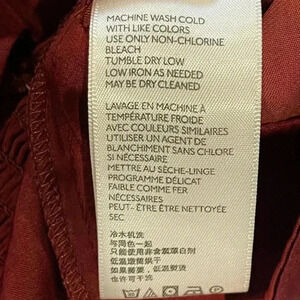 MACHINE WASH COLD
WITH LIKE COLORS
USE ONLY NON-CHLORINE
BLEACH
TUMBLE DRY LOW
LOW IRON AS NEEDED
MAY BE DRY CLEANED
LAVAGE EN MACHINE À
TEMPÉRATURE FROIDE
AVEC COULEURS SIMILAIRES
UTILISER UN AGENT DE
BLANCHIMENT SANS CHLORE
SI NÉCESSAIRE
METTRE AU SÈCHE-LINGE
PROGRAMME DÉLICAT
FAIBLE COMME FER
NÉCESSAIRES
PEUT- ÊTRE ÊTRE NETTOYÉE
SEC
冷水机洗
与同色一起
只能使用非含氯漂白剂
低温滚筒烘干
如果需要，低温熨烫
也许可干洗